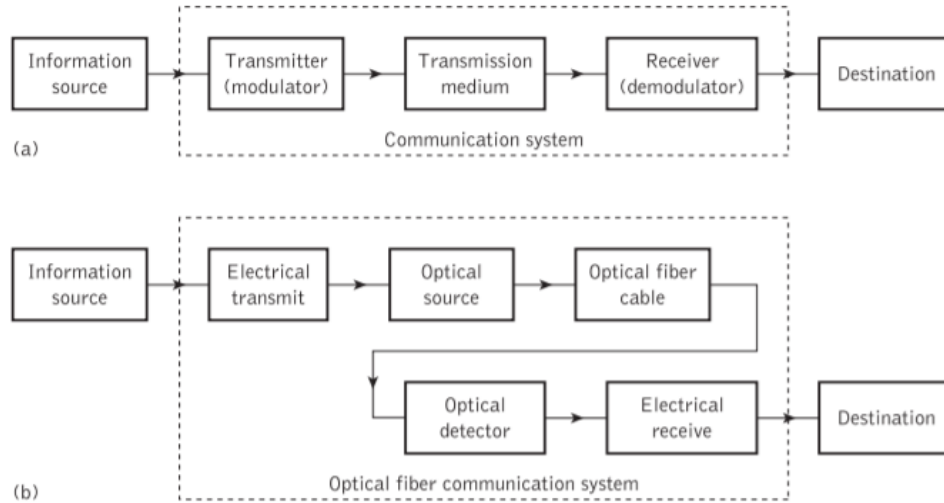 Information
source
Transmitter
(modulator)
Transmission
medium
Receiver
(demodulator)
Destination
Communication system
(a)
Information
source
Electrical
transmit
Optical
source
Optical fiber
cable
Optical
detector
Electrical
receive
Destination
Optical fiber communication system
(b)